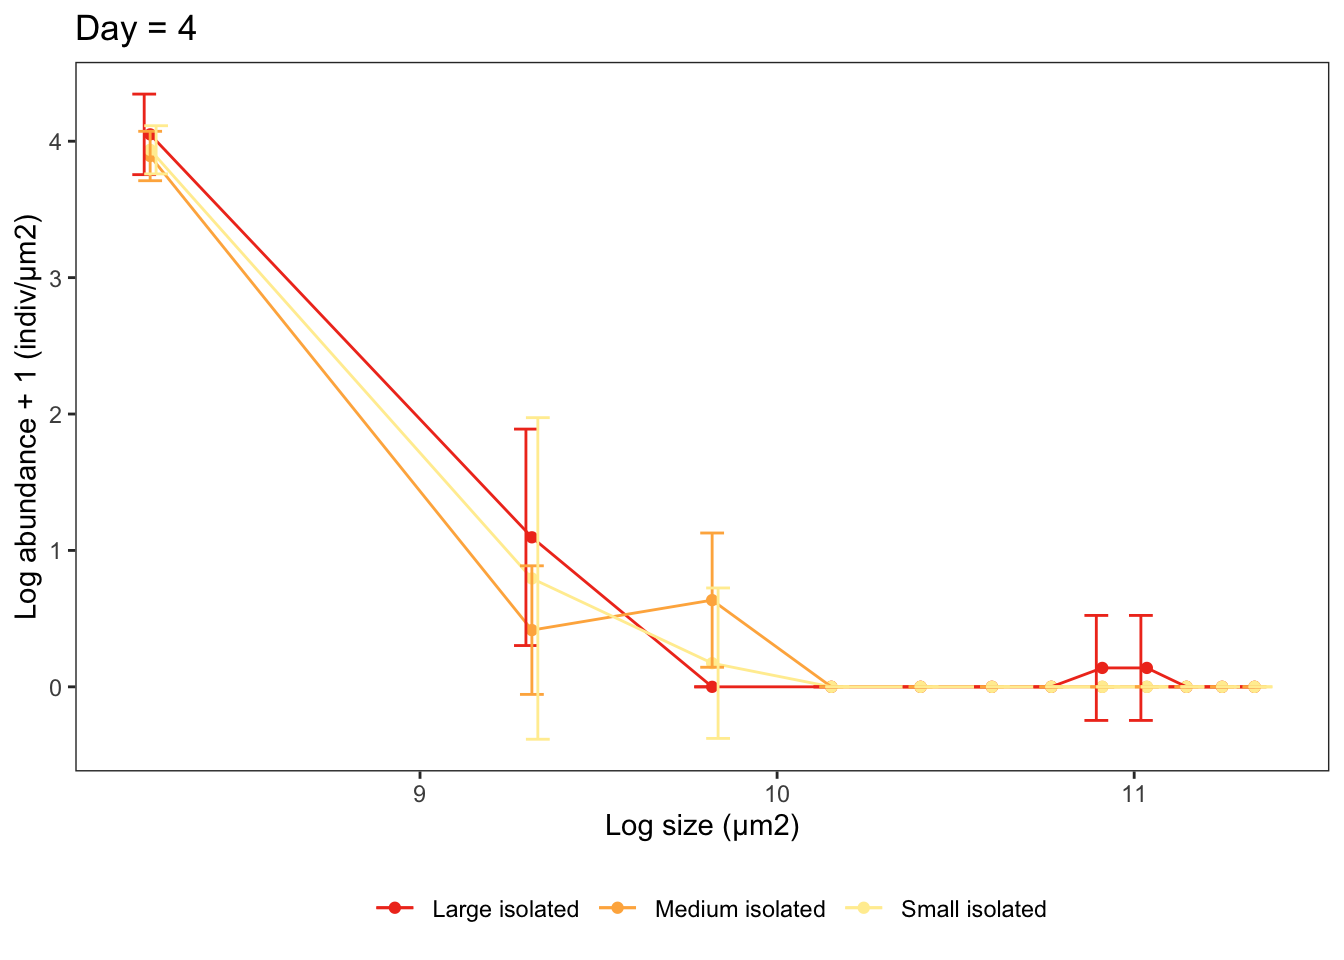 Day = 4
Log abundance + 1 (indiv/µm2)
4
3
2
1
0
9
10
11
Log size (µm2)
Large isolated
Medium isolated
Small isolated